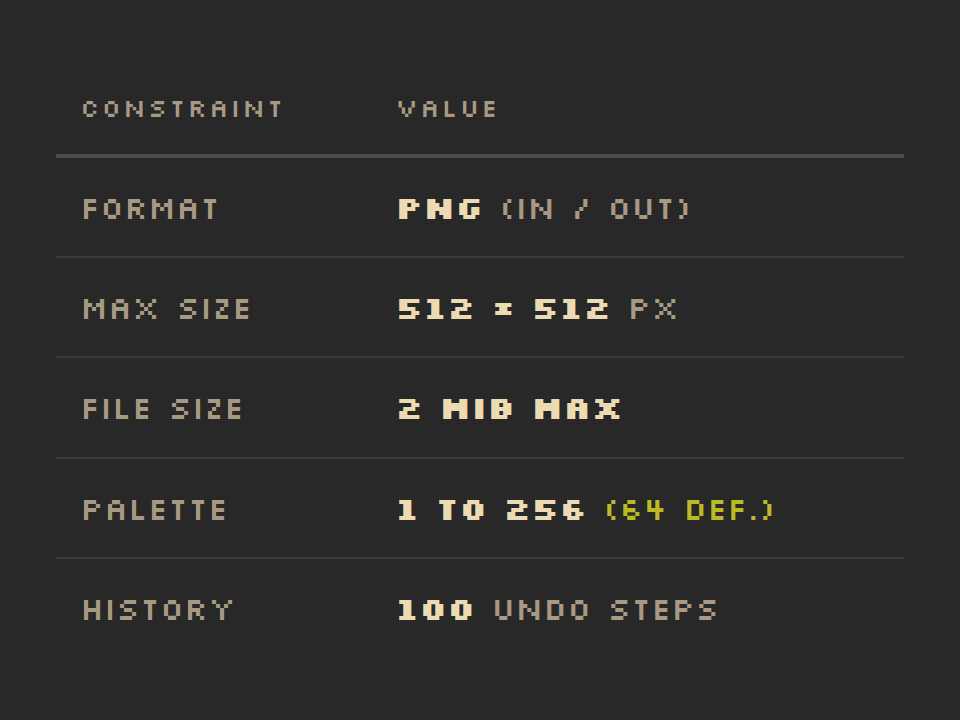 CONSTRAINT VALUE
FORMAT PNG (IN / OUT)
MAX SIZE 512 × 512 PX
FILE SIZE 2 MIB MAX
PALETTE 1 TO 256 (64 DEF.)
HISTORY 100 UNDO STEPS